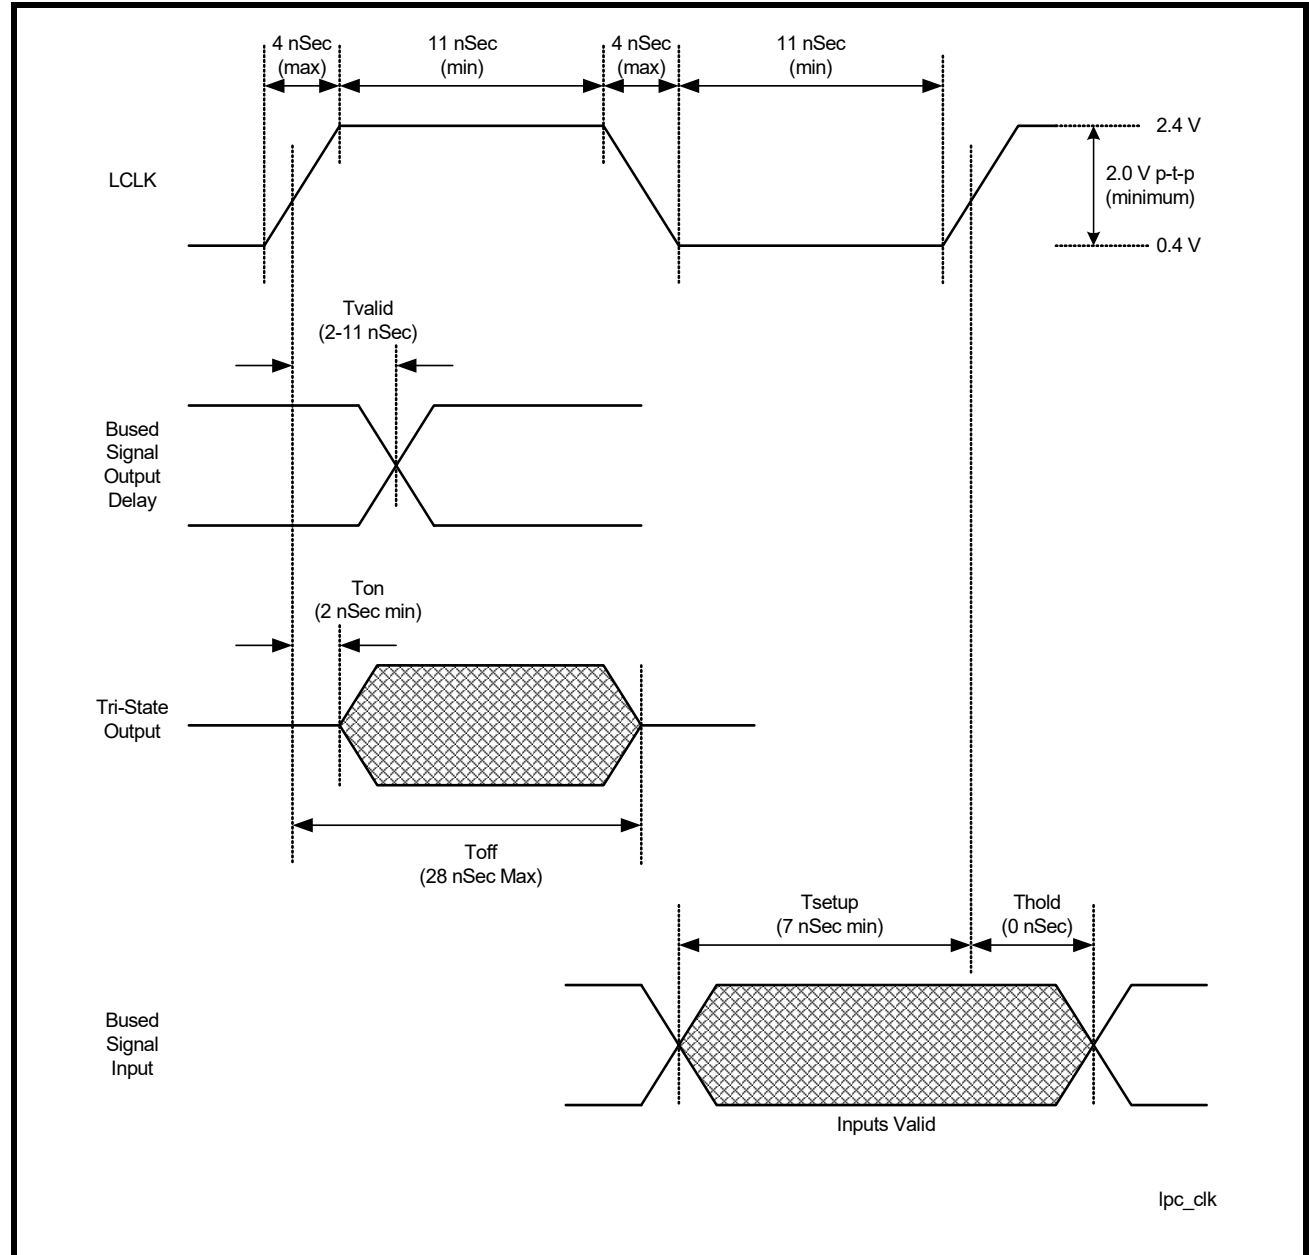 4 nSec
(max)
11 nSec
(min)
4 nSec
(max)
11 nSec
(min)
LCLK
2.4 V
2.0 V p-t-p
(minimum)
0.4 V
Tvalid
(2-11 nSec)
Bused
Signal
Output
Delay
Ton
(2 nSec min)
Tri-State
Output
Toff
(28 nSec Max)
Tsetup
(7 nSec min)
Thold
(0 nSec)
Bused
Signal
Input
Inputs Valid
lpc_clk